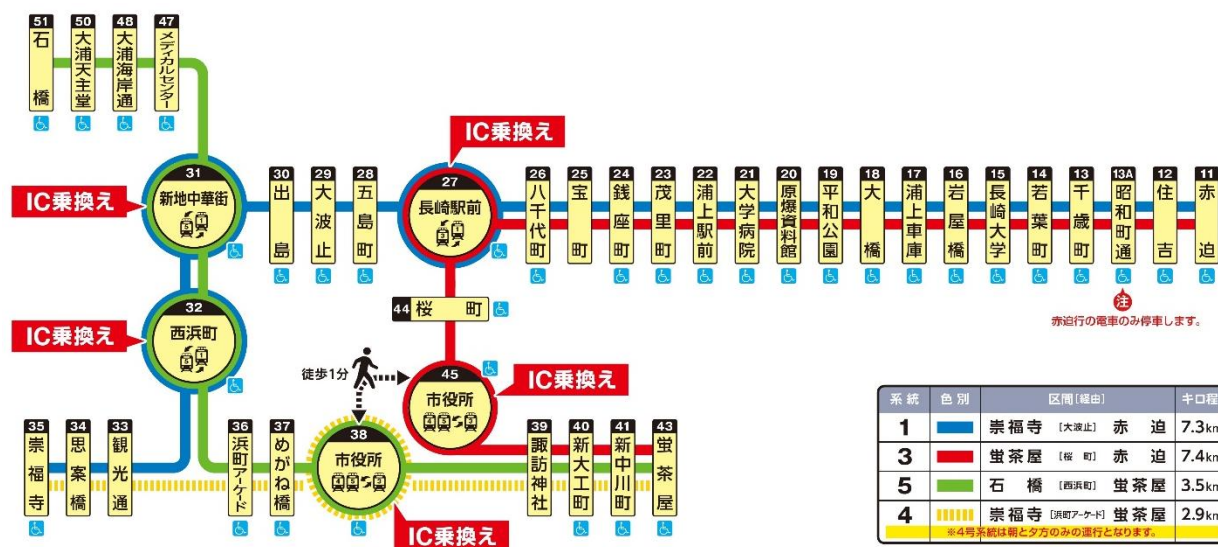 51 石橋
50 大浦天主堂
48 大浦海岸通
47 メディカルセンター
IC乗換え
31 新地中華街
30 出島
29 大波止
28 五島町
IC乗換え
27 長崎駅前
26 八千代町
25 宝町
24 銭座町
23 茂里町
22 浦上駅前
21 大学病院
20 原爆資料館
19 平和公園
18 大橋
17 浦上車庫
16 岩屋橋
15 長崎大学
14 若葉町
13 千歳町
13A 昭和町通
12 住吉
11 赤迫
注
赤迫行の電車のみ停車します。
44 桜町
IC乗換え
32 西浜町
徒歩1分
45 市役所
IC乗換え
35 崇福寺
34 思案橋
33 観光通
36 浜町アーケード
37 めがね橋
38 市役所
IC乗換え
39 諏訪神社
40 新大工町
41 新中川町
43 蛍茶屋
系統 色別 区間[経由] キロ程
1 崇福寺 [大波止] 赤迫 7.3km
3 蛍茶屋 [桜町] 赤迫 7.4km
5 石橋 [西浜町] 蛍茶屋 3.5km
4 崇福寺 [浜町アーケード] 蛍茶屋 2.9km
※4号系統は朝と夕方のみの運行となります。